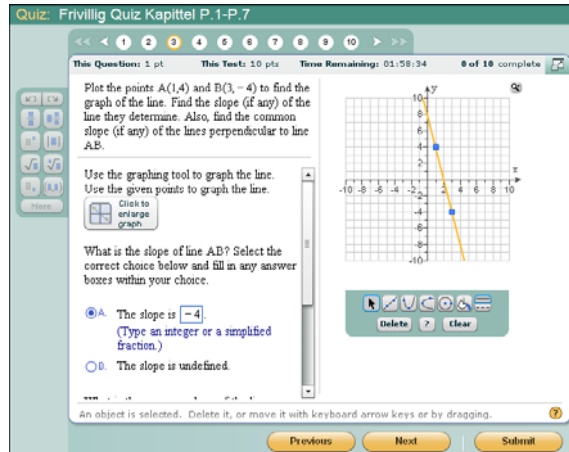 Quiz: Frivillig Quiz Kapittel P.1-P.7
<< < 1 2 3 4 5 6 7 8 9 10 > >>
This Question: 1 pt This Test: 10 pts Time Remaining: 01:58:34 0 of 10 complete
Plot the points A(1,4) and B(3, − 4) to find the
graph of the line. Find the slope (if any) of the
line they determine. Also, find the common
slope (if any) of the lines perpendicular to line
AB.
Use the graphing tool to graph the line.
Use the given points to graph the line.
Click to
enlarge
graph
What is the slope of line AB? Select the
correct choice below and fill in any answer
boxes within your choice.
A. The slope is −4.
(Type an integer or a simplified
fraction.)
B. The slope is undefined.
More
y
x
10
8
6
4
2
-10 -8 -6 -4 -2 2 4 6 8 10
-2
-4
-6
-8
-10
Delete ? Clear
An object is selected. Delete it, or move it with keyboard arrow keys or by dragging. ?
Previous Next Submit